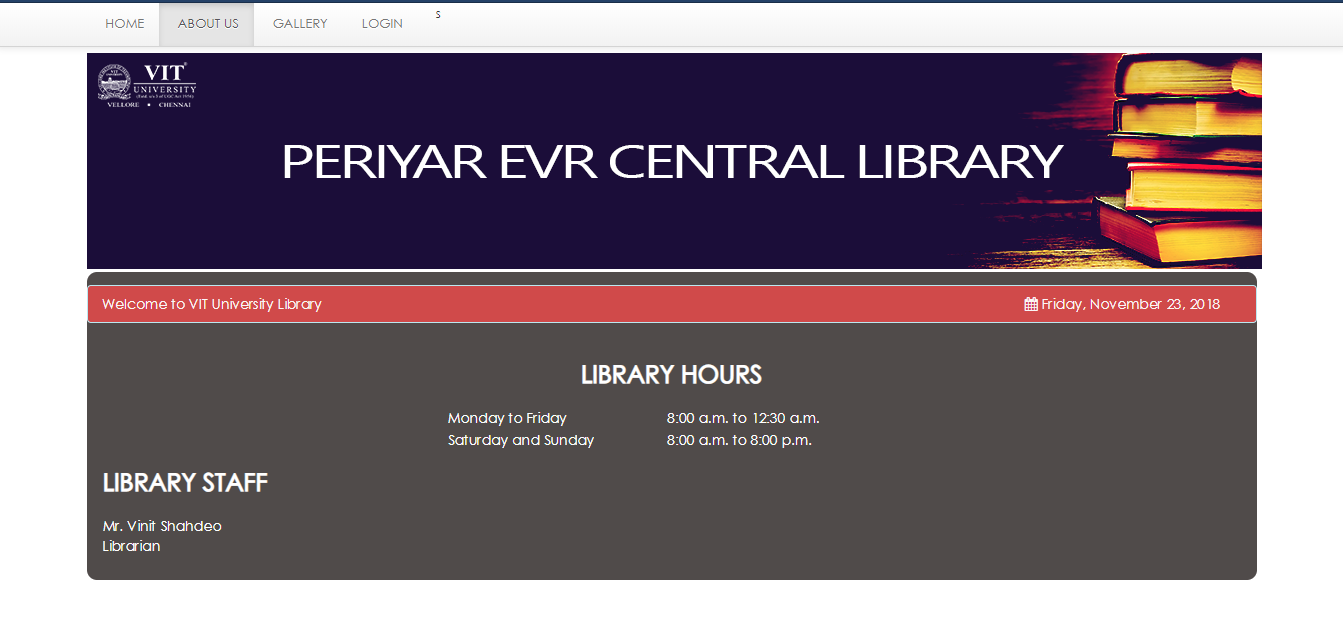 HOME ABOUT US GALLERY LOGIN s
VIT®
UNIVERSITY
(Estd. u/s 3 of UGC Act 1956)
VELLORE • CHENNAI
PERIYAR EVR CENTRAL LIBRARY
Welcome to VIT University Library Friday, November 23, 2018
LIBRARY HOURS
Monday to Friday 8:00 a.m. to 12:30 a.m.
Saturday and Sunday 8:00 a.m. to 8:00 p.m.
LIBRARY STAFF
Mr. Vinit Shahdeo
Librarian